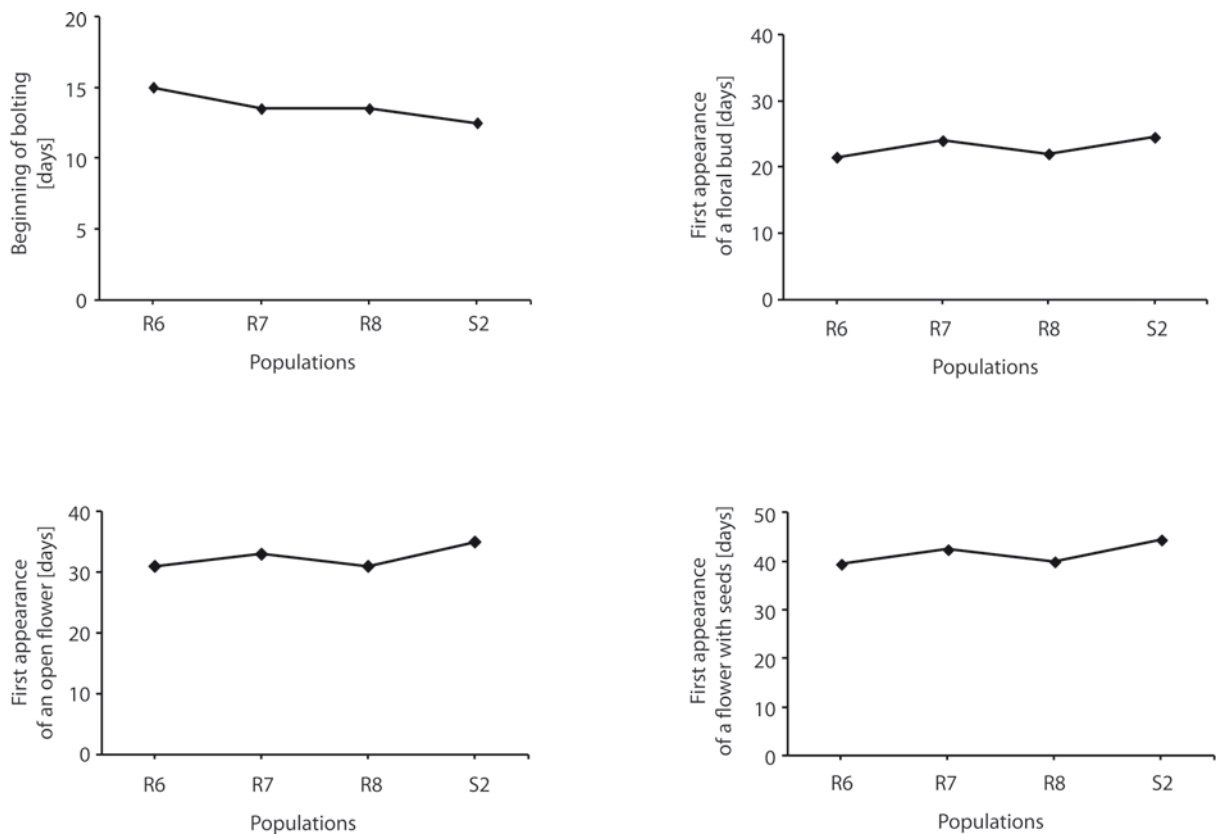 Beginning of bolting
[days]
20
15
10
5
0
R6 R7 R8 S2
Populations
First appearance
of a floral bud [days]
40
30
20
10
0
R6 R7 R8 S2
Populations
First appearance
of an open flower [days]
40
30
20
10
0
R6 R7 R8 S2
Populations
First appearance
of a flower with seeds [days]
50
40
30
20
10
0
R6 R7 R8 S2
Populations